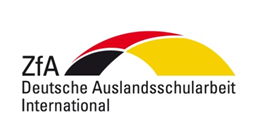 ZfA
Deutsche Auslandsschularbeit
International